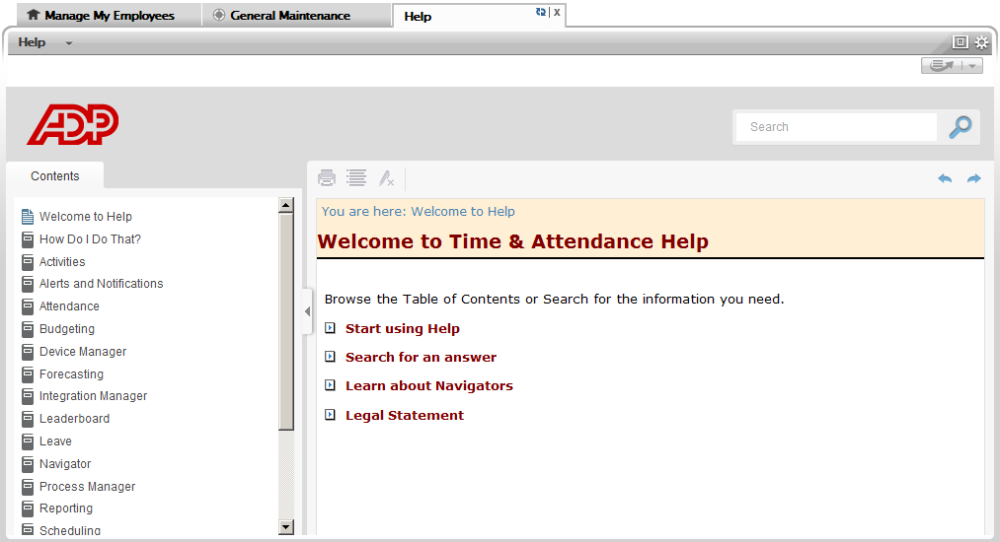 Manage My Employees
General Maintenance
Help
x
Help
ADP
Search
Contents
Welcome to Help
How Do I Do That?
Activities
Alerts and Notifications
Attendance
Budgeting
Device Manager
Forecasting
Integration Manager
Leaderboard
Leave
Navigator
Process Manager
Reporting
Scheduling
You are here: Welcome to Help
Welcome to Time & Attendance Help
Browse the Table of Contents or Search for the information you need.
Start using Help
Search for an answer
Learn about Navigators
Legal Statement